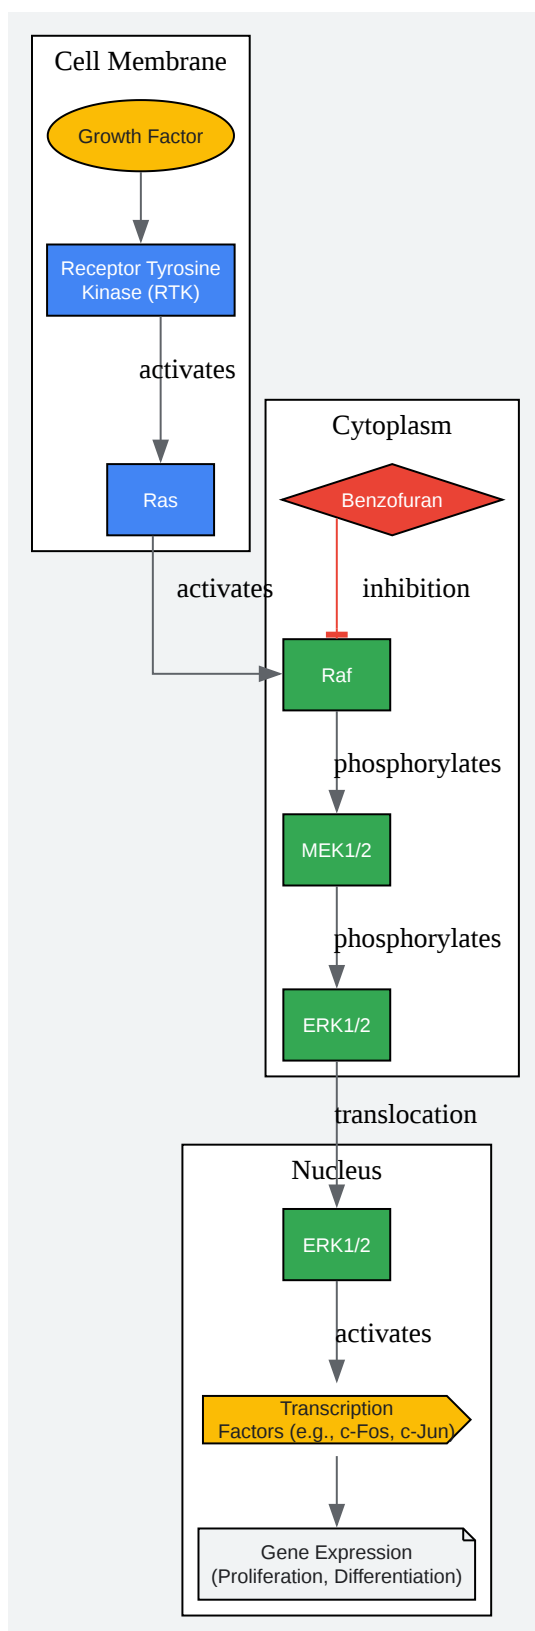 Cell Membrane
Growth Factor
Receptor Tyrosine
Kinase (RTK)
activates
Cytoplasm
Ras
Benzofuran
activates
inhibition
Raf
phosphorylates
MEK1/2
phosphorylates
ERK1/2
translocation
Nucleus
ERK1/2
activates
Transcription
Factors (e.g., c-Fos, c-Jun)
Gene Expression
(Proliferation, Differentiation)